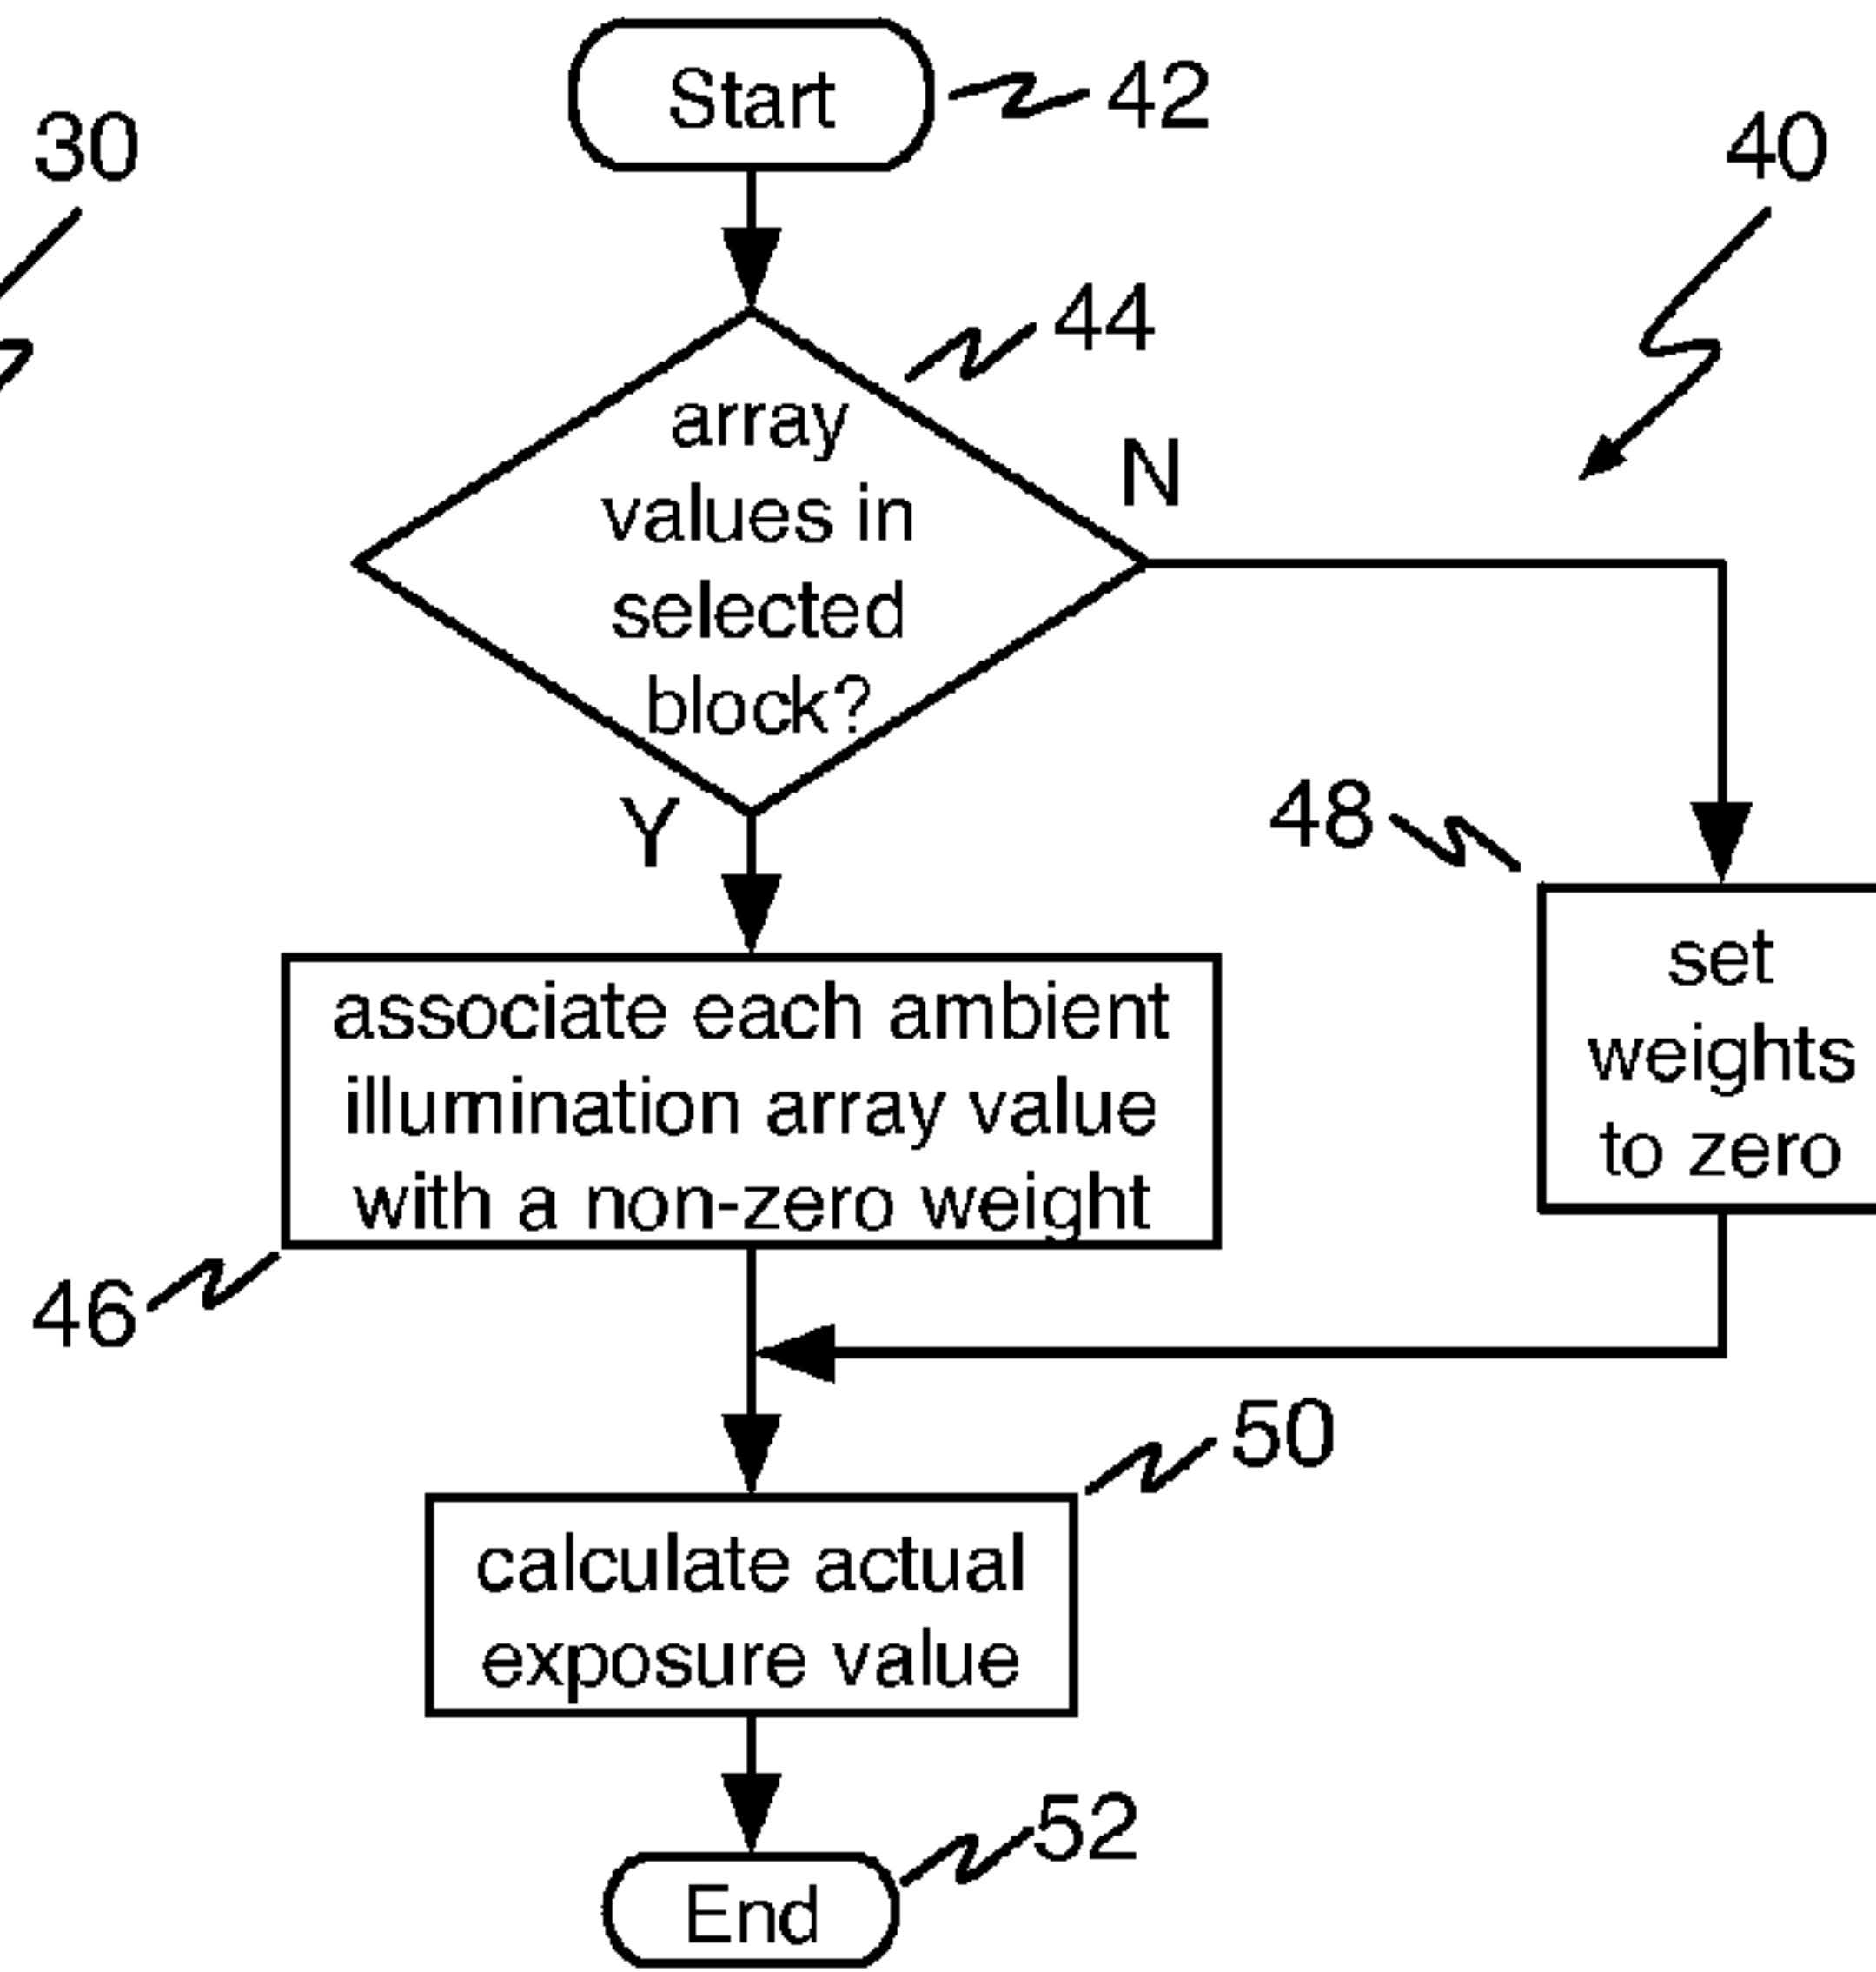 Start
42
30
40
44
array
values in
selected
block?
N
Y
48
set
weights
to zero
associate each ambient
illumination array value
with a non-zero weight
46
50
calculate actual
exposure value
52
End